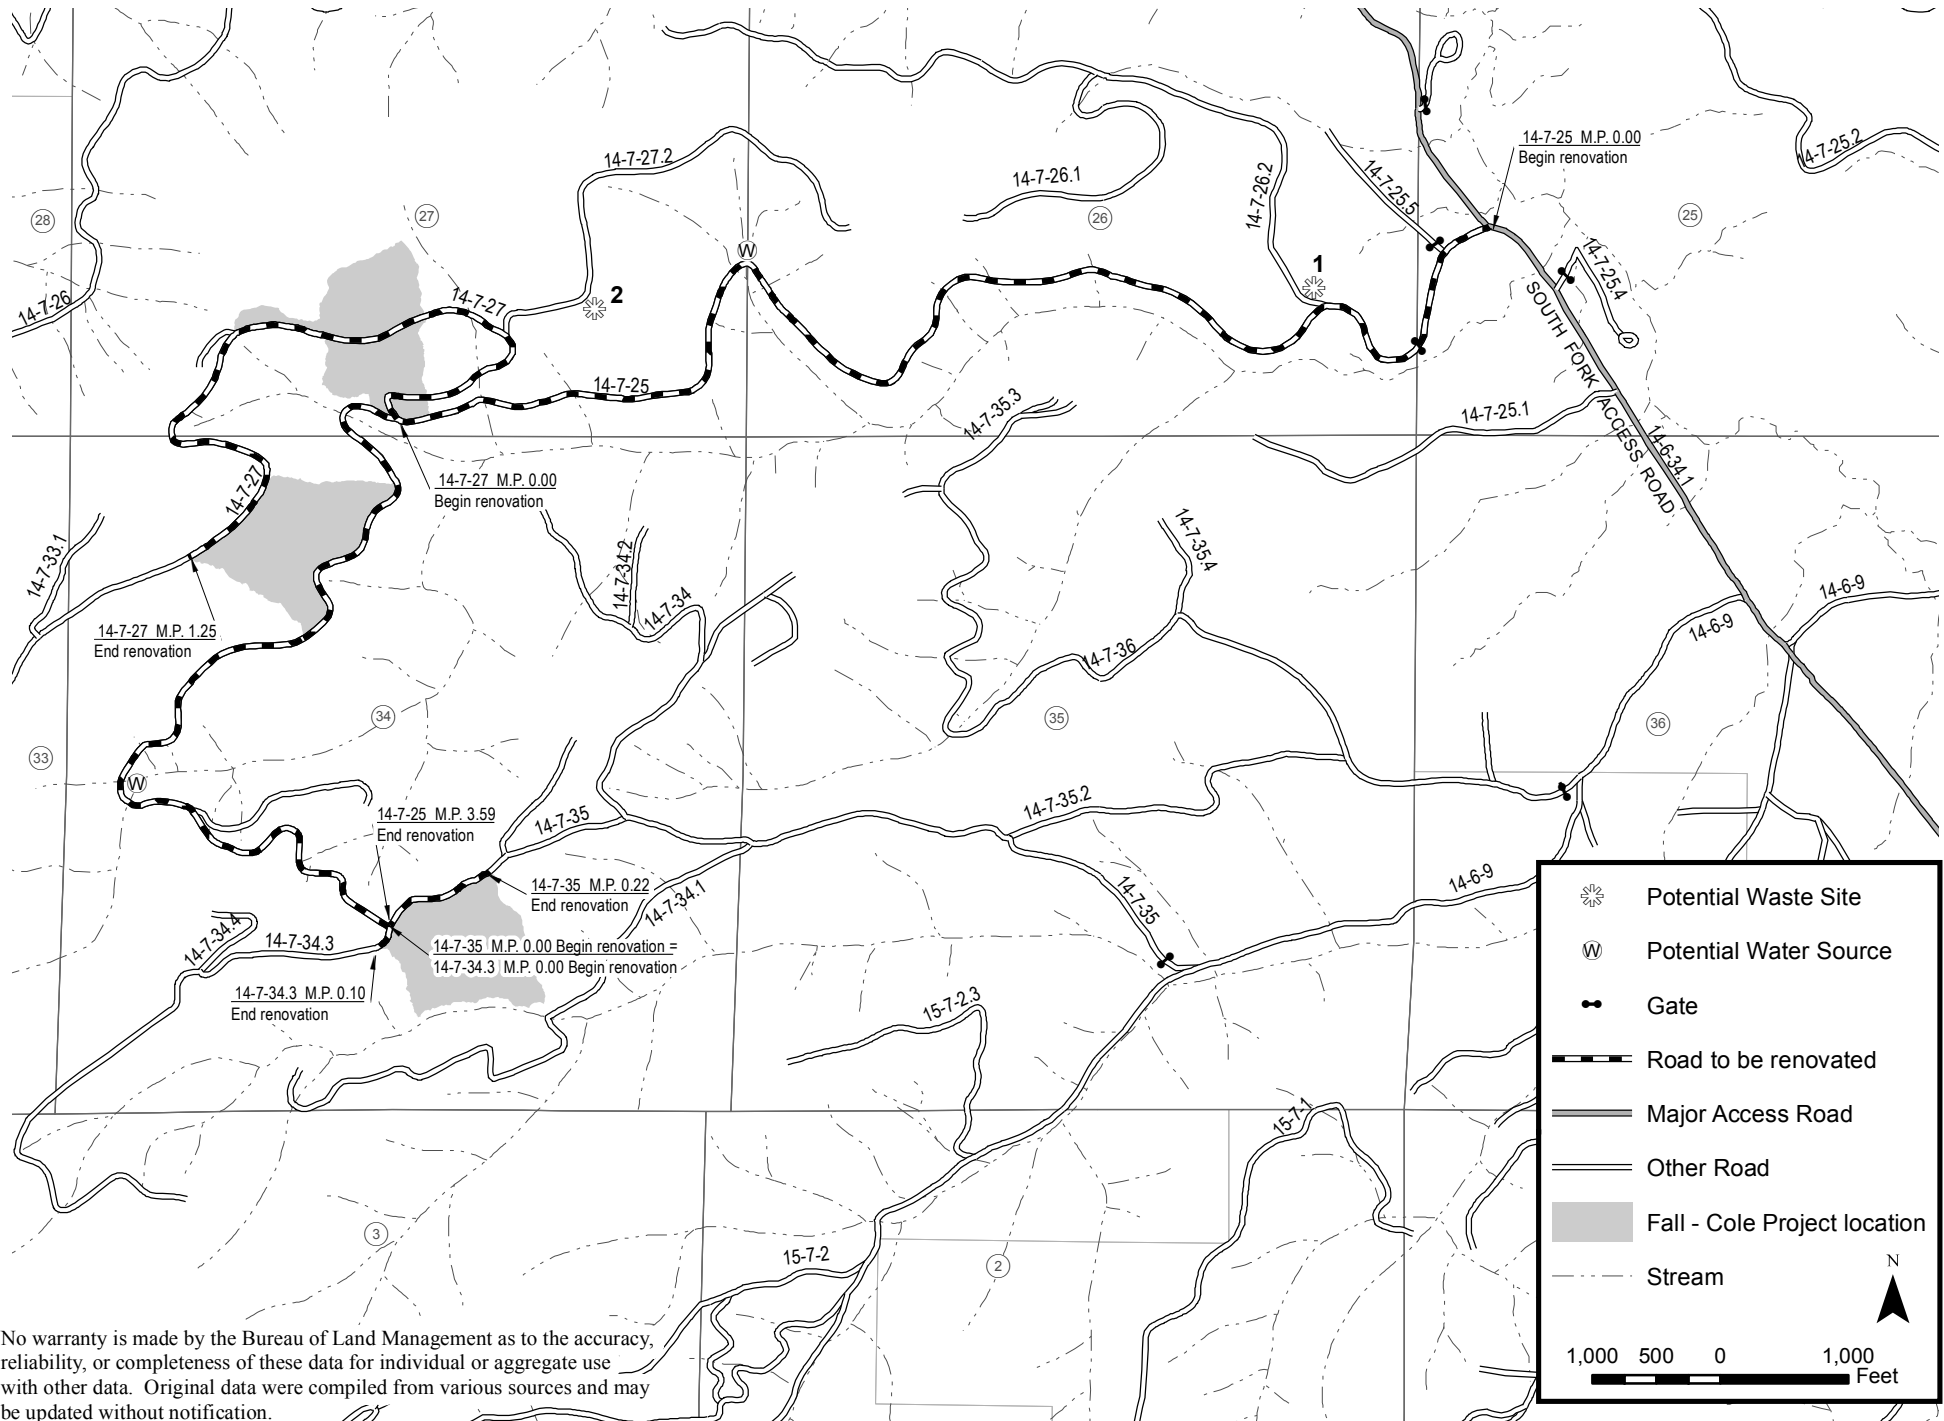 14-7-25 M.P. 0.00
Begin renovation
14-7-25.2
14-7-27.2
14-7-26.1
14-7-26.2
14-7-25.5
28
27
26
25
14-7-25.4
14-7-26
14-7-27
2
1
W
SOUTH FORK ACCESS ROAD
14-6-34.1
14-7-25
14-7-35.3
14-7-25.1
14-7-27
14-7-27 M.P. 0.00
Begin renovation
14-7-33.1
14-7-34.2
14-7-34
14-7-35.4
14-7-36
14-6-9
14-6-9
14-7-27 M.P. 1.25
End renovation
33
34
35
36
W
14-7-25 M.P. 3.59
End renovation
14-7-35
14-7-35.2
14-7-35 M.P. 0.22
End renovation
14-7-34.1
14-7-35
14-6-9
14-7-34.4
14-7-34.3
14-7-35 M.P. 0.00 Begin renovation =
14-7-34.3 M.P. 0.00 Begin renovation
14-7-34.3 M.P. 0.10
End renovation
15-7-2.3
15-7-1
3
2
15-7-2
Potential Waste Site
W Potential Water Source
Gate
Road to be renovated
Major Access Road
Other Road
Fall - Cole Project location
Stream
N
1,000 500 0 1,000
Feet
No warranty is made by the Bureau of Land Management as to the accuracy,
reliability, or completeness of these data for individual or aggregate use
with other data. Original data were compiled from various sources and may
be updated without notification.